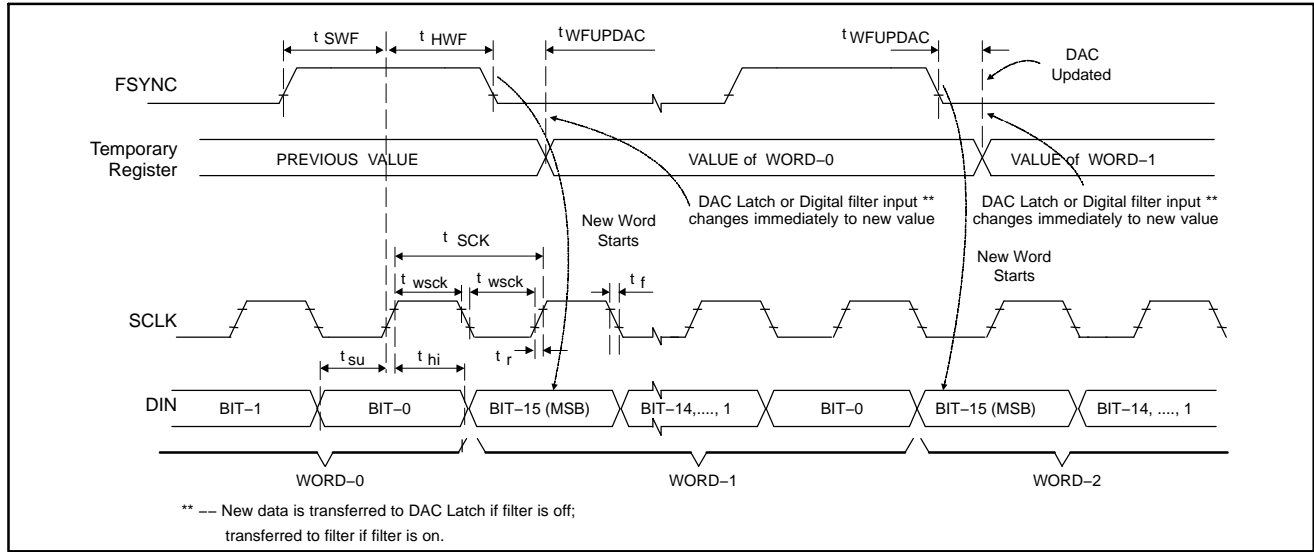 t SWF
t HWF
t WFUPDAC
t WFUPDAC
DAC
Updated
FSYNC
Temporary
Register
PREVIOUS VALUE
VALUE of WORD−0
VALUE of WORD−1
DAC Latch or Digital filter input **
changes immediately to new value
DAC Latch or Digital filter input **
changes immediately to new value
New Word
Starts
New Word
Starts
t SCK
t wsck
t wsck
t f
SCLK
t su
t hi
t r
DIN
BIT−1
BIT−0
BIT−15 (MSB)
BIT−14,...., 1
BIT−0
BIT−15 (MSB)
BIT−14, ...., 1
WORD−0
WORD−1
WORD−2
** −− New data is transferred to DAC Latch if filter is off;
transferred to filter if filter is on.